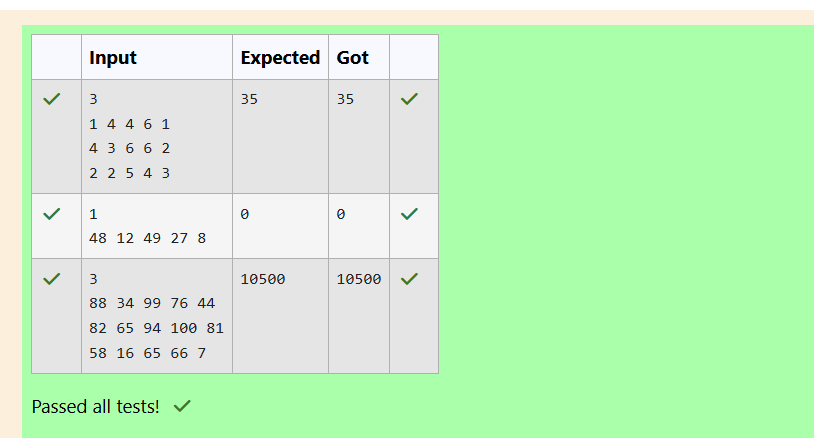 Input Expected Got
3 35 35
1 4 4 6 1
4 3 6 6 2
2 2 5 4 3
1 0 0
48 12 49 27 8
3 10500 10500
88 34 99 76 44
82 65 94 100 81
58 16 65 66 7
Passed all tests!